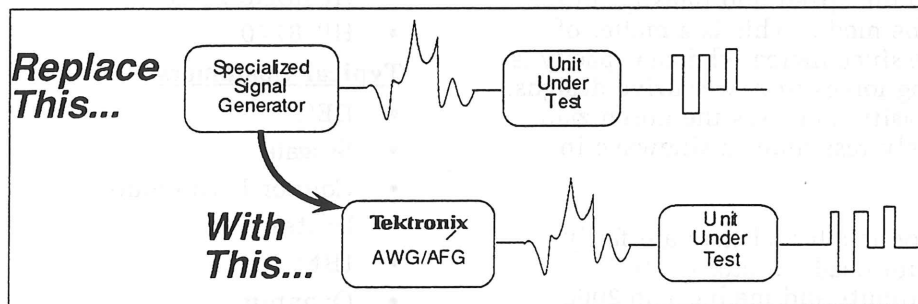 Replace
This...
Specialized
Signal
Generator
Unit
Under
Test
With
This...
Tektronix
AWG/AFG
Unit
Under
Test